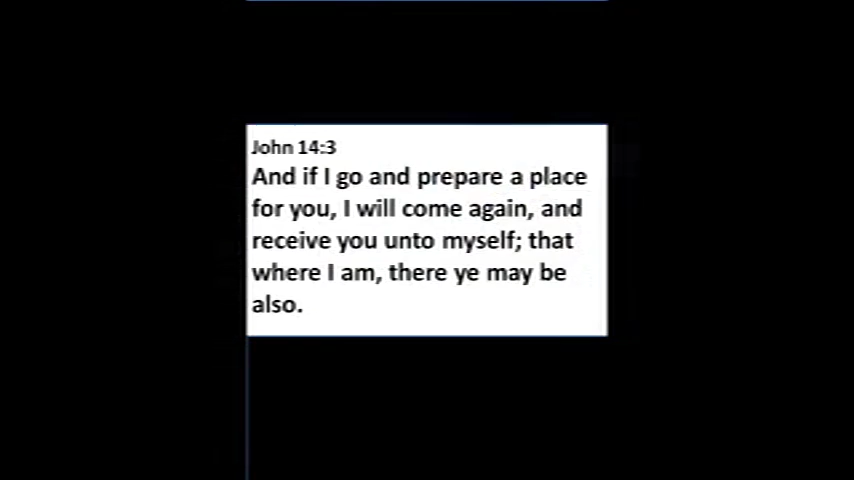 John 14:3
And if I go and prepare a place
for you, I will come again, and
receive you unto myself; that
where I am, there ye may be
also.